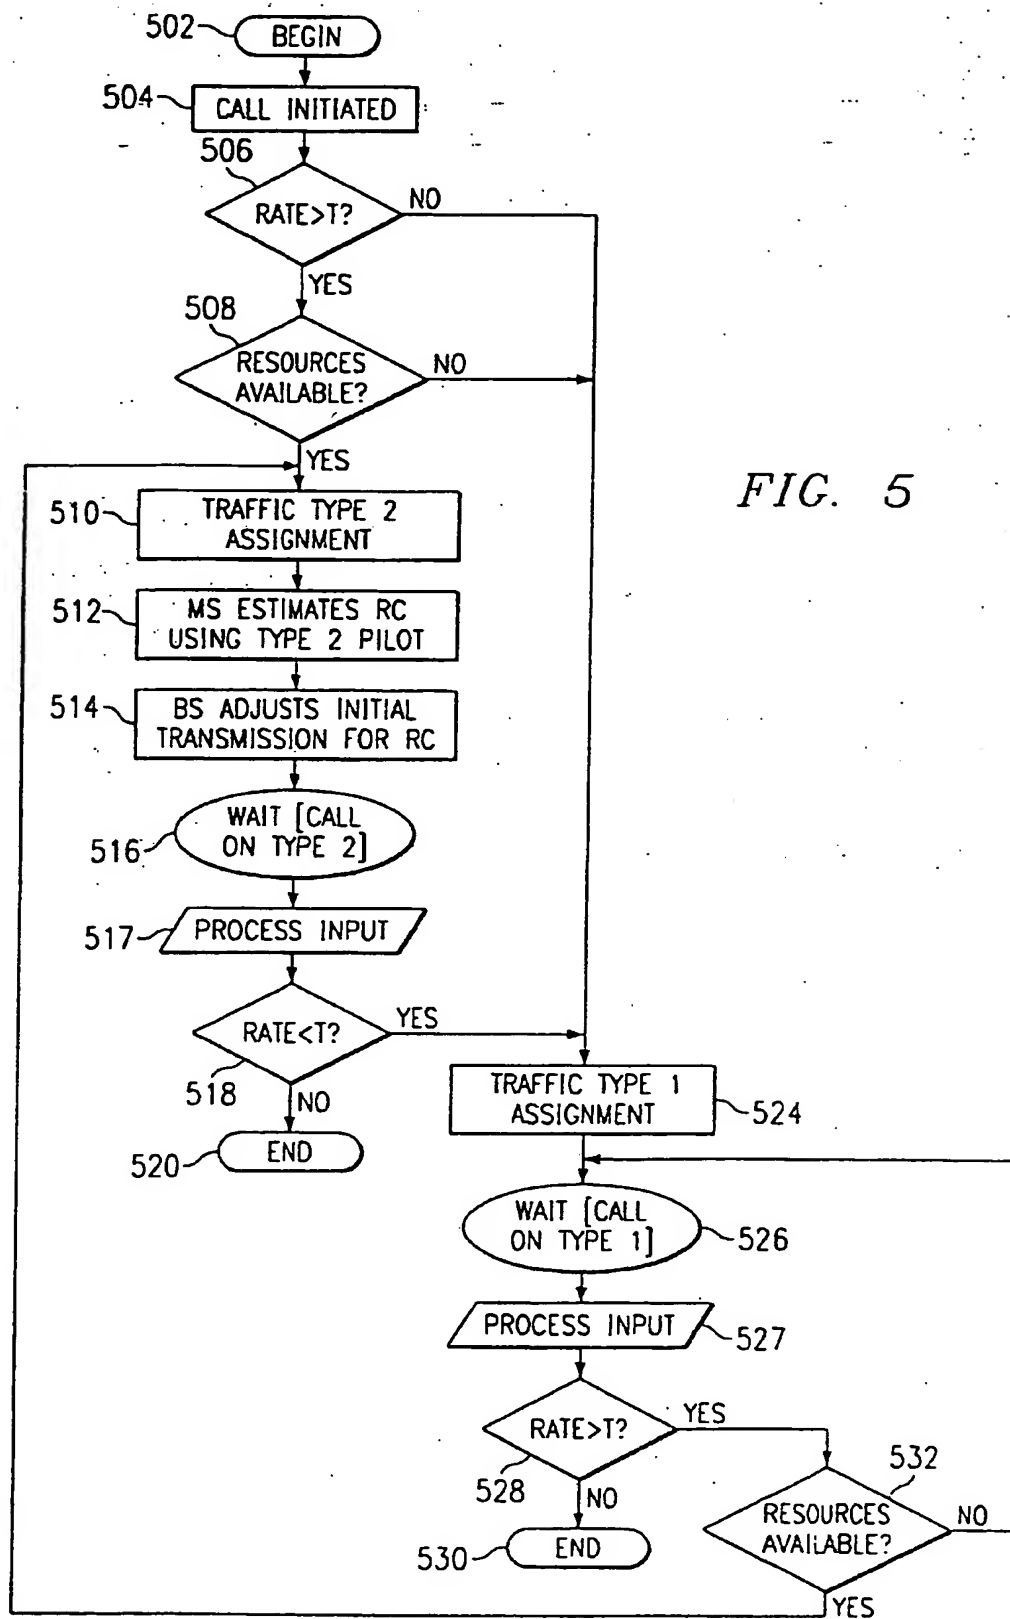 502
BEGIN
504
CALL INITIATED
506
RATE>T?
NO
YES
508
RESOURCES
AVAILABLE?
NO
YES
FIG. 5
510
TRAFFIC TYPE 2
ASSIGNMENT
512
MS ESTIMATES RC
USING TYPE 2 PILOT
514
BS ADJUSTS INITIAL
TRANSMISSION FOR RC
516
WAIT [CALL
ON TYPE 2]
517
PROCESS INPUT
RATE<T?
YES
518
NO
520
END
TRAFFIC TYPE 1
ASSIGNMENT
524
WAIT [CALL
ON TYPE 1]
526
PROCESS INPUT
527
RATE>T?
YES
528
NO
530
END
532
RESOURCES
AVAILABLE?
NO
YES